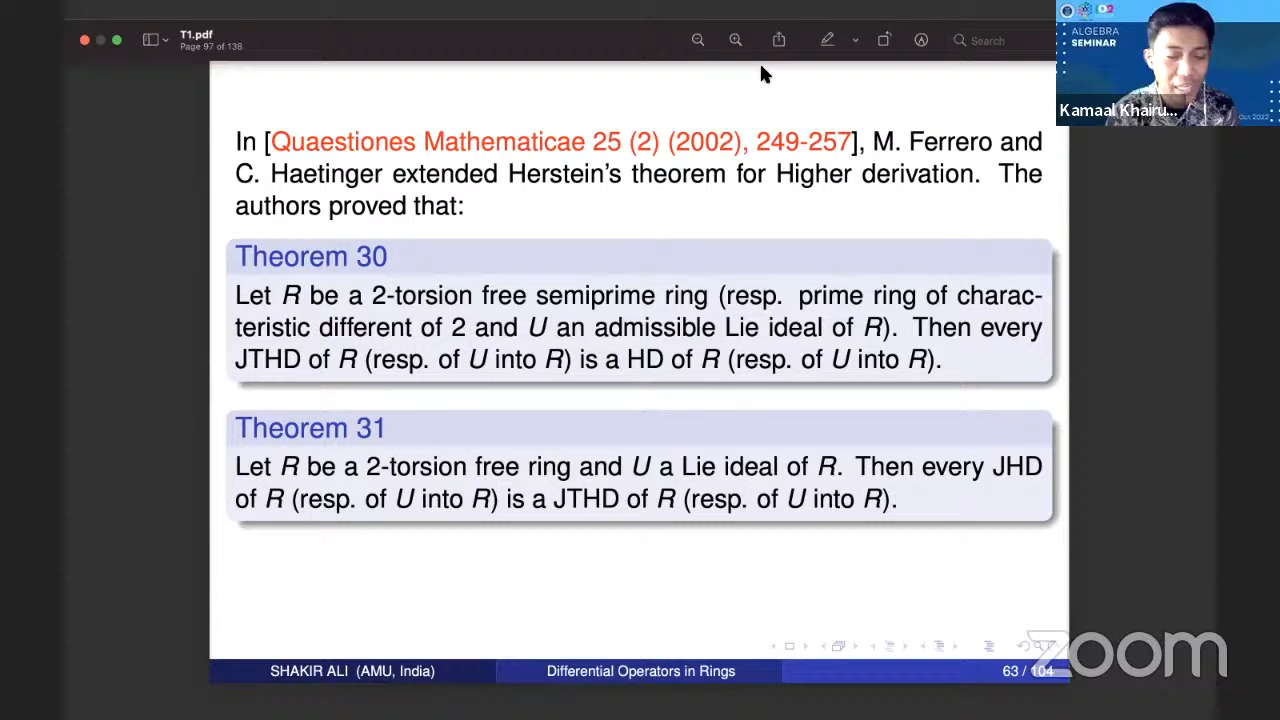 T1.pdf
Page 97 of 138
Search
ALGEBRA
SEMINAR
Kamaal Khairu...
Oct 2022
In [Quaestiones Mathematicae 25 (2) (2002), 249-257], M. Ferrero and
C. Haetinger extended Herstein's theorem for Higher derivation. The
authors proved that:
Theorem 30
Let R be a 2-torsion free semiprime ring (resp. prime ring of charac-
teristic different of 2 and U an admissible Lie ideal of R). Then every
JTHD of R (resp. of U into R) is a HD of R (resp. of U into R).
Theorem 31
Let R be a 2-torsion free ring and U a Lie ideal of R. Then every JHD
of R (resp. of U into R) is a JTHD of R (resp. of U into R).
SHAKIR ALI (AMU, India)
Differential Operators in Rings
63 / 104
zoom